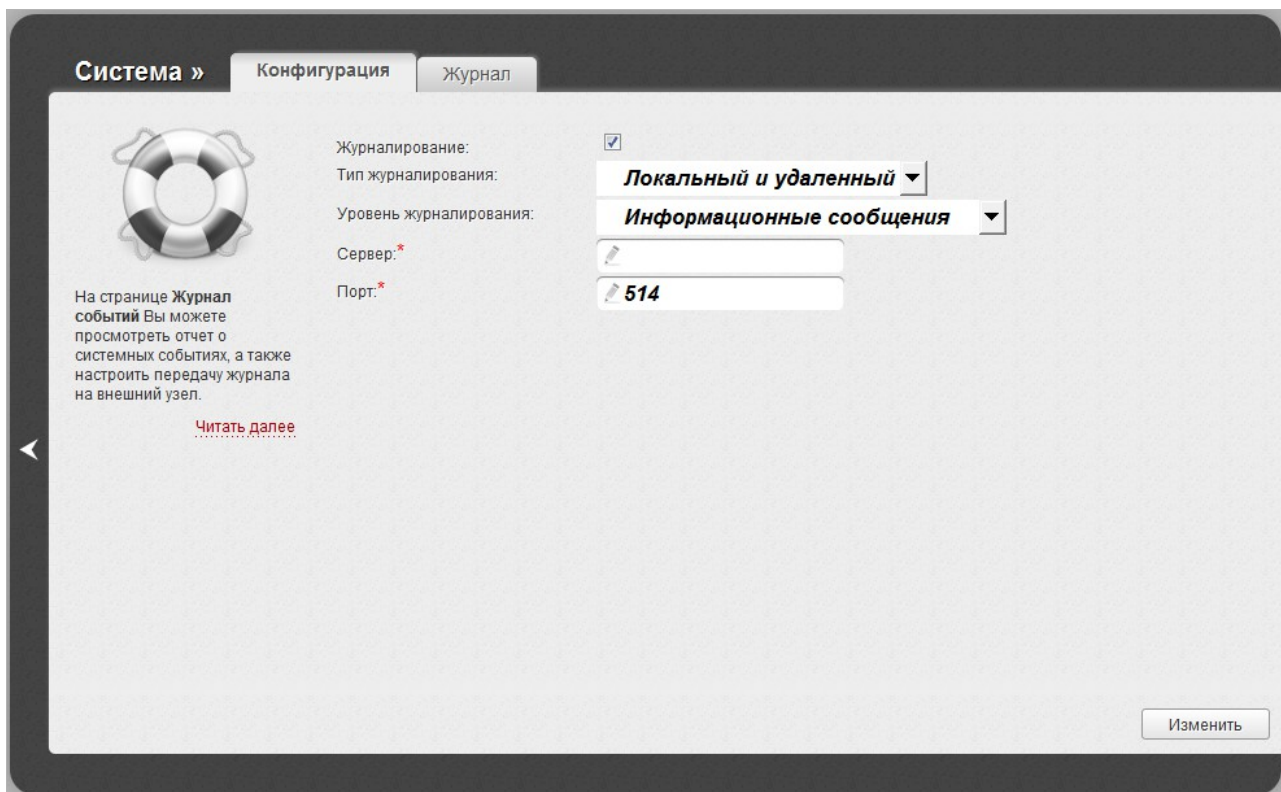 Система »
Конфигурация
Журнал
Журналирование:
Тип журналирования:
Локальный и удаленный
Уровень журналирования:
Информационные сообщения
Сервер:*
Порт:*
514
На странице Журнал
событий Вы можете
просмотреть отчет о
системных событиях, а также
настроить передачу журнала
на внешний узел.
Читать далее
Изменить